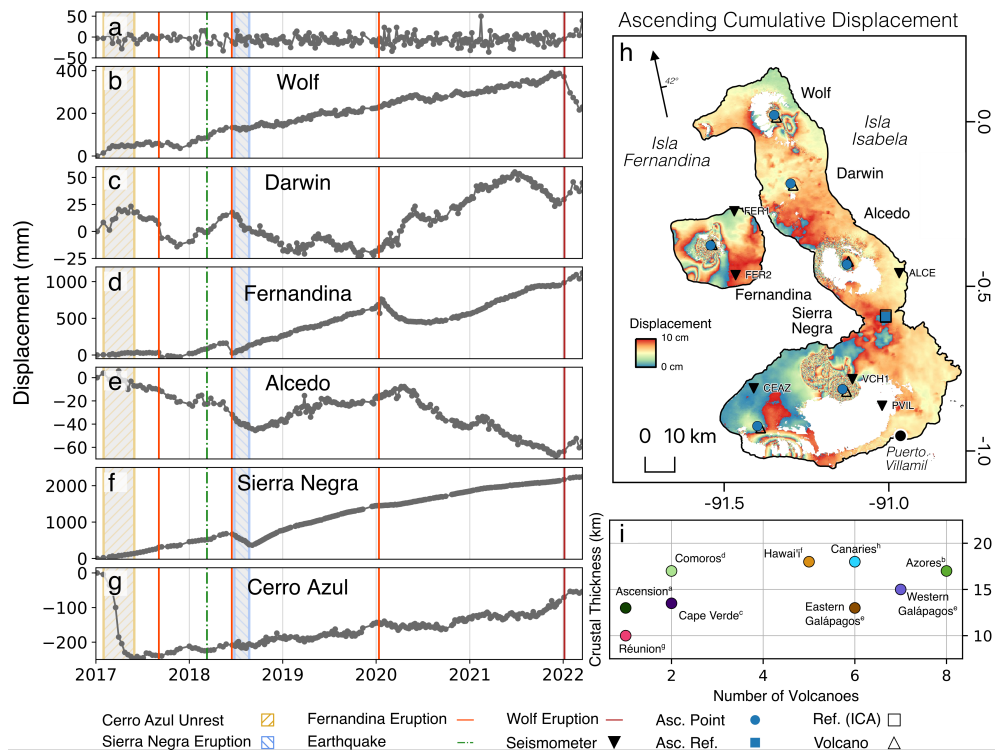 Ascending Cumulative Displacement
Displacement (mm)
a
50
0
50
b
Wolf
400
200
0
c
Darwin
50
25
0
−25
d
Fernandina
1000
500
0
e
Alcedo
0
−20
−40
−60
f
Sierra Negra
2000
1000
0
g
Cerro Azul
0
−100
−200
2017
2018
2019
2020
2021
2022
h
42°
Wolf
Isla
Isabela
Isla
Fernandina
Darwin
Alcedo
FER1
FER2
ALCE
Fernandina
Sierra
Negra
Displacement
10 cm
0 cm
CEAZ
VCH1
PVIL
0 10 km
Puerto
Villamil
0.0
−0.5
−1.0
−91.5
−91.0
i
Crustal Thickness (km)
20
15
10
Comoros d
Hawai'i f
Canaries h
Azores b
Ascension a
Cape Verde c
Eastern
Galápagos e
Western
Galápagos e
Réunion g
2
4
6
8
Number of Volcanoes
Cerro Azul Unrest
Fernandina Eruption
Wolf Eruption
Asc. Point
Ref. (ICA)
Sierra Negra Eruption
Earthquake
Seismometer
Asc. Ref.
Volcano